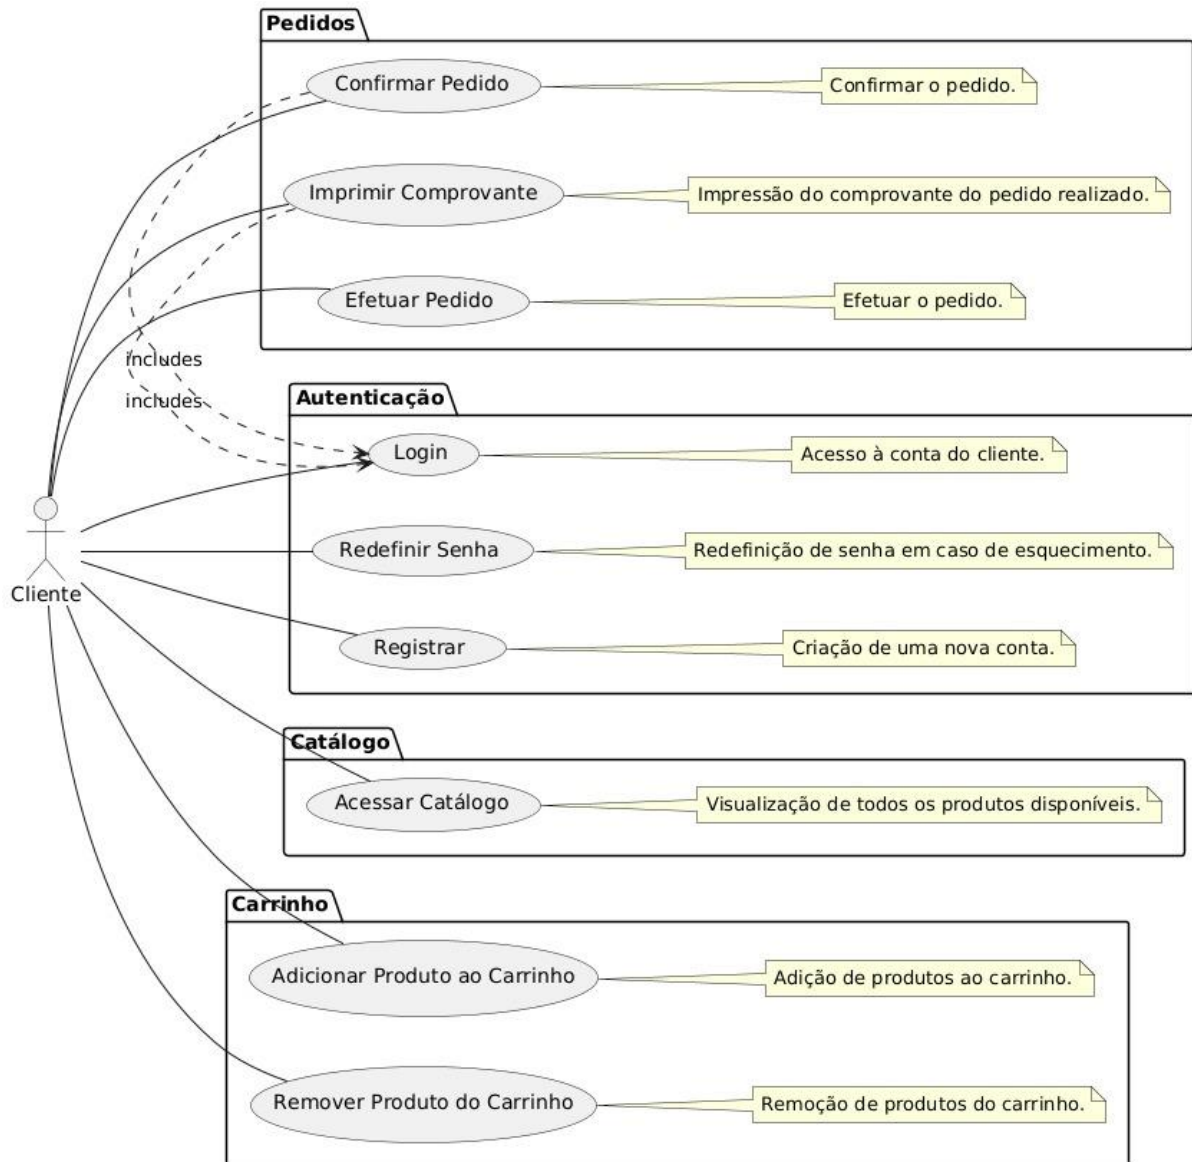 Pedidos
Confirmar Pedido
Confirmar o pedido.
Imprimir Comprovante
Impressão do comprovante do pedido realizado.
Efetuar Pedido
Efetuar o pedido.
includes
includes
Autenticação
Login
Acesso à conta do cliente.
Redefinir Senha
Redefinição de senha em caso de esquecimento.
Cliente
Registrar
Criação de uma nova conta.
Catálogo
Acessar Catálogo
Visualização de todos os produtos disponíveis.
Carrinho
Adicionar Produto ao Carrinho
Adição de produtos ao carrinho.
Remover Produto do Carrinho
Remoção de produtos do carrinho.